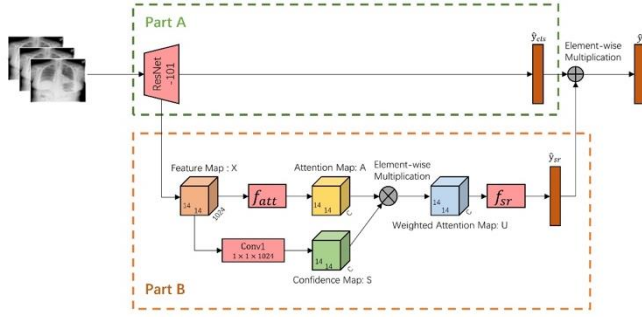 Part A
ResNet
-101
ŷcls
Element-wise
Multiplication
ŷ
Feature Map : X
14
14
1024
fatt
Attention Map: A
14
14
C
Element-wise
Multiplication
14
14
C
Weighted Attention Map: U
fsr
ŷsr
Conv1
1 × 1 × 1024
14
14
C
Confidence Map: S
Part B